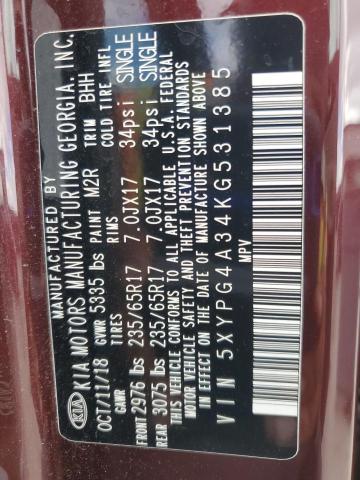 MANUFACTURED BY
KIA KIA MOTORS MANUFACTURING GEORGIA. INC.
OCT/11/18 GVWR 5335 lbs PAINT M2R TRIM BHH
GAWR TIRES RIMS COLD TIRE INFL
FRONT 2976 lbs 235/65R17 7.0JX17 34psi SINGLE
REAR 3075 lbs 235/65R17 7.0JX17 34psi SINGLE
THIS VEHICLE CONFORMS TO ALL APPLICABLE U.S.A. FEDERAL
MOTOR VEHICLE SAFETY AND THEFT PREVENTION STANDARDS
IN EFFECT ON THE DATE OF MANUFACTURE SHOWN ABOVE
VIN 5XYPG4A34KG531385
MPV